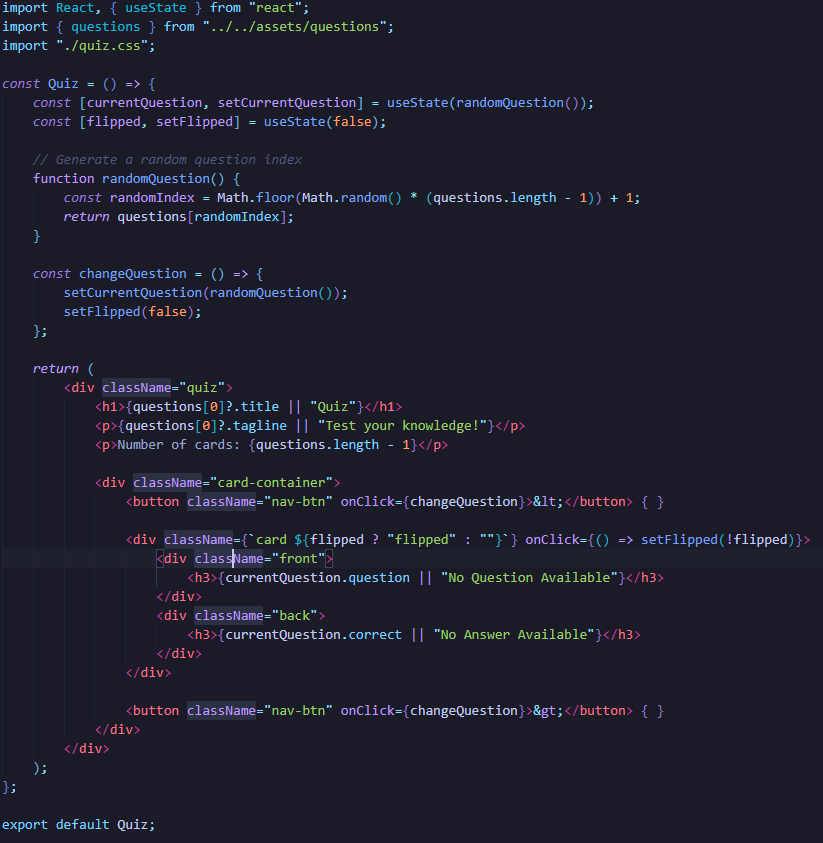 import React, { useState } from "react";
import { questions } from "../../assets/questions";
import "./quiz.css";

const Quiz = () => {
    const [currentQuestion, setCurrentQuestion] = useState(randomQuestion());
    const [flipped, setFlipped] = useState(false);

    // Generate a random question index
    function randomQuestion() {
        const randomIndex = Math.floor(Math.random() * (questions.length - 1)) + 1;
        return questions[randomIndex];
    }

    const changeQuestion = () => {
        setCurrentQuestion(randomQuestion());
        setFlipped(false);
    };

    return (
        <div className="quiz">
            <h1>{questions[0]?.title || "Quiz"}</h1>
            <p>{questions[0]?.tagline || "Test your knowledge!"}</p>
            <p>Number of cards: {questions.length - 1}</p>

            <div className="card-container">
                <button className="nav-btn" onClick={changeQuestion}>&lt;</button> { }

                <div className={`card ${flipped ? "flipped" : ""}`} onClick={() => setFlipped(!flipped)}>
                    <div className="front">
                        <h3>{currentQuestion.question || "No Question Available"}</h3>
                    </div>
                    <div className="back">
                        <h3>{currentQuestion.correct || "No Answer Available"}</h3>
                    </div>
                </div>

                <button className="nav-btn" onClick={changeQuestion}>&gt;</button> { }
            </div>
        </div>
    );
};

export default Quiz;